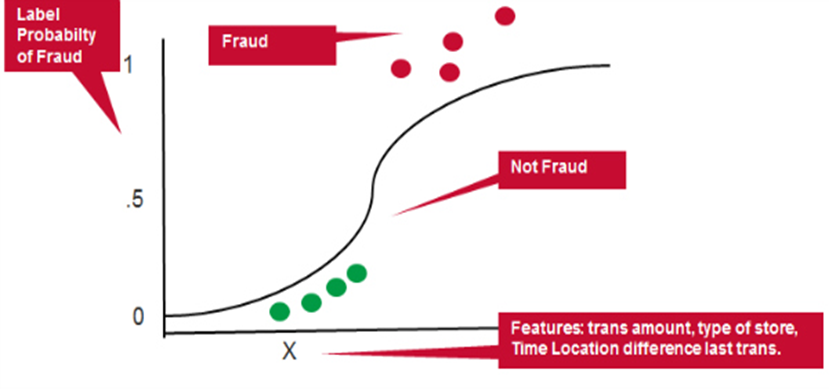 Label
Probabilty
of Fraud
Fraud
1
Not Fraud
.5
0
Features: trans amount, type of store,
Time Location difference last trans.
X